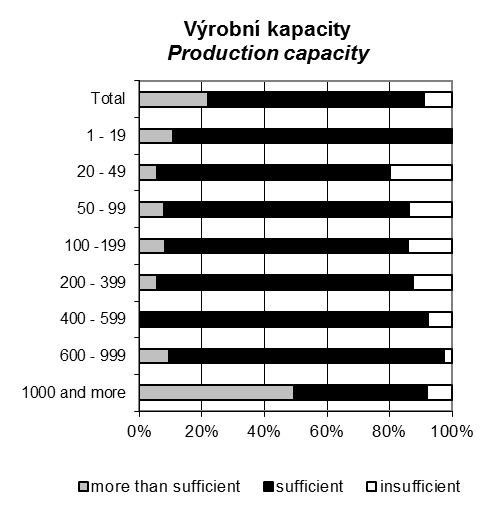 Výrobní kapacity
Production capacity
Total
1 - 19
20 - 49
50 - 99
100 -199
200 - 399
400 - 599
600 - 999
1000 and more
0% 20% 40% 60% 80% 100%
more than sufficient sufficient insufficient